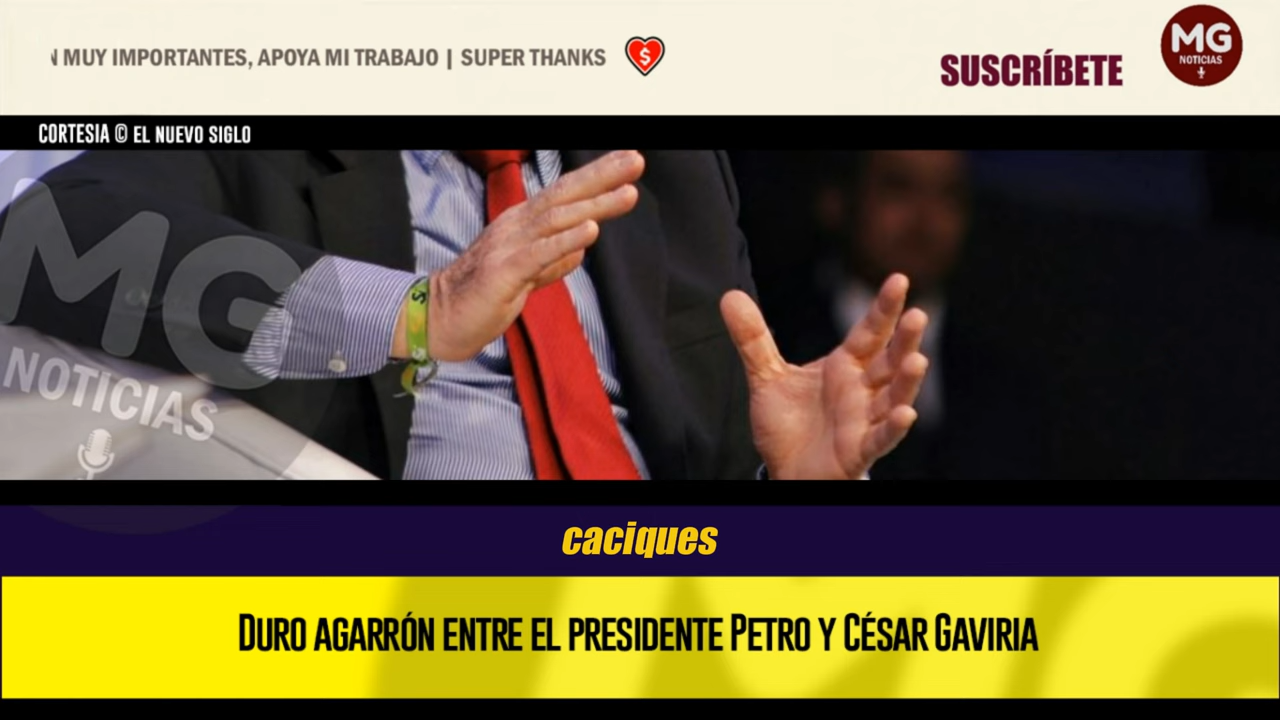 MUY IMPORTANTES, APOYA MI TRABAJO | SUPER THANKS
$
SUSCRÍBETE
MG
NOTICIAS
CORTESIA © EL NUEVO SIGLO
MG
NOTICIAS
caciques
DURO AGARRÓN ENTRE EL PRESIDENTE PETRO Y CÉSAR GAVIRIA